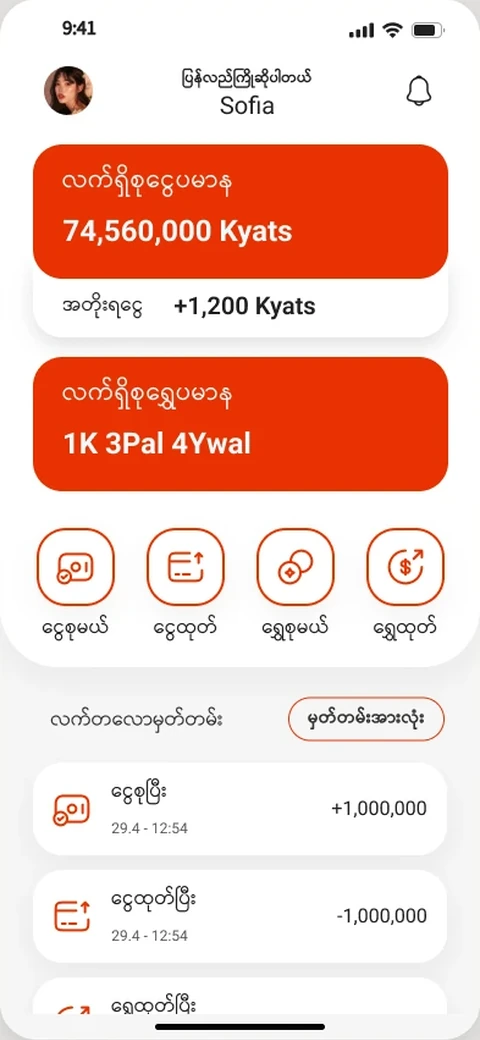 9:41
ပြန်လည်ကြိုဆိုပါတယ်
Sofia
လက်ရှိစုငွေပမာန
74,560,000 Kyats
အတိုးရငွေ +1,200 Kyats
လက်ရှိစုရွှေပမာန
1K 3Pal 4Ywal
ငွေစုမယ် ငွေထုတ် ရွှေစုမယ် ရွှေထုတ်
လက်တလောမှတ်တမ်း မှတ်တမ်းအားလုံး
ငွေစုပြီး
+1,000,000
29.4 - 12:54
ငွေထုတ်ပြီး
-1,000,000
29.4 - 12:54
ရွှေထုတ်ပြီး